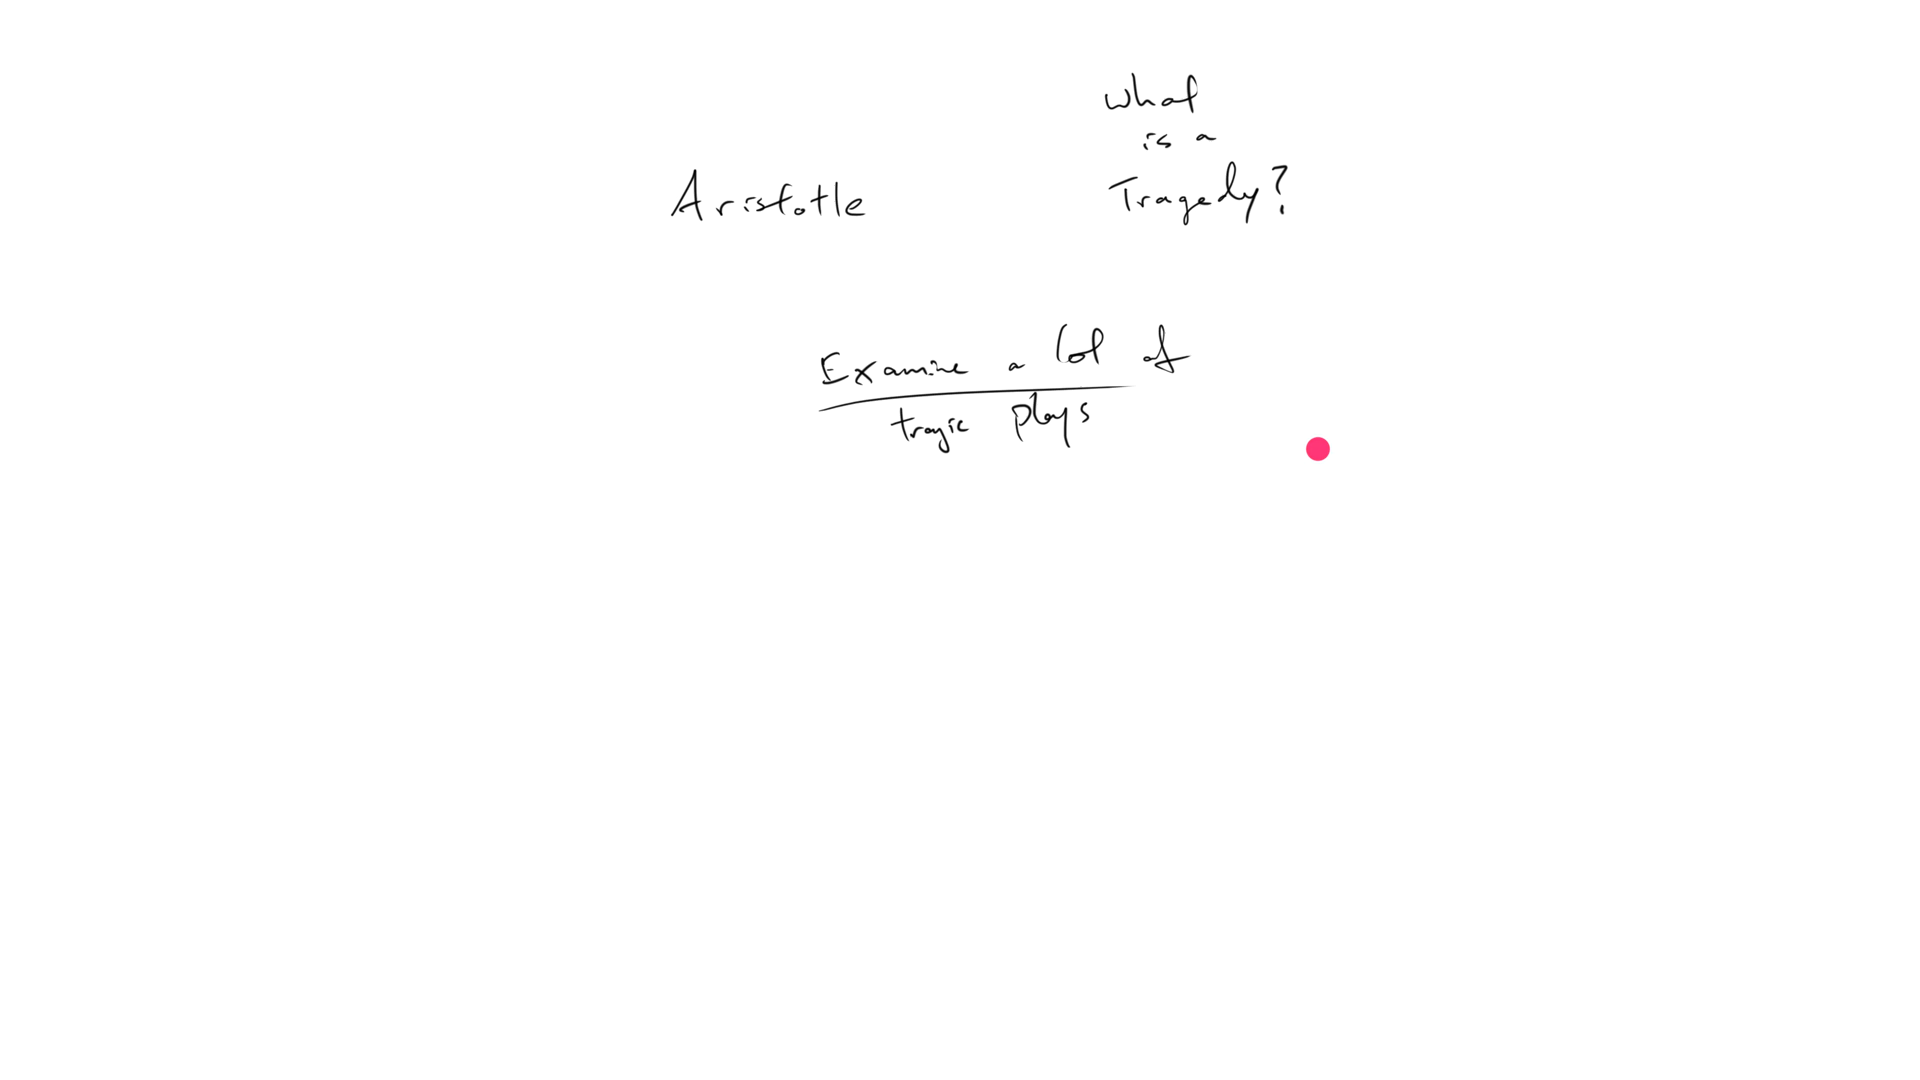 What
is a
Aristotle
Tragedy?
Examine a lot of
tragic plays